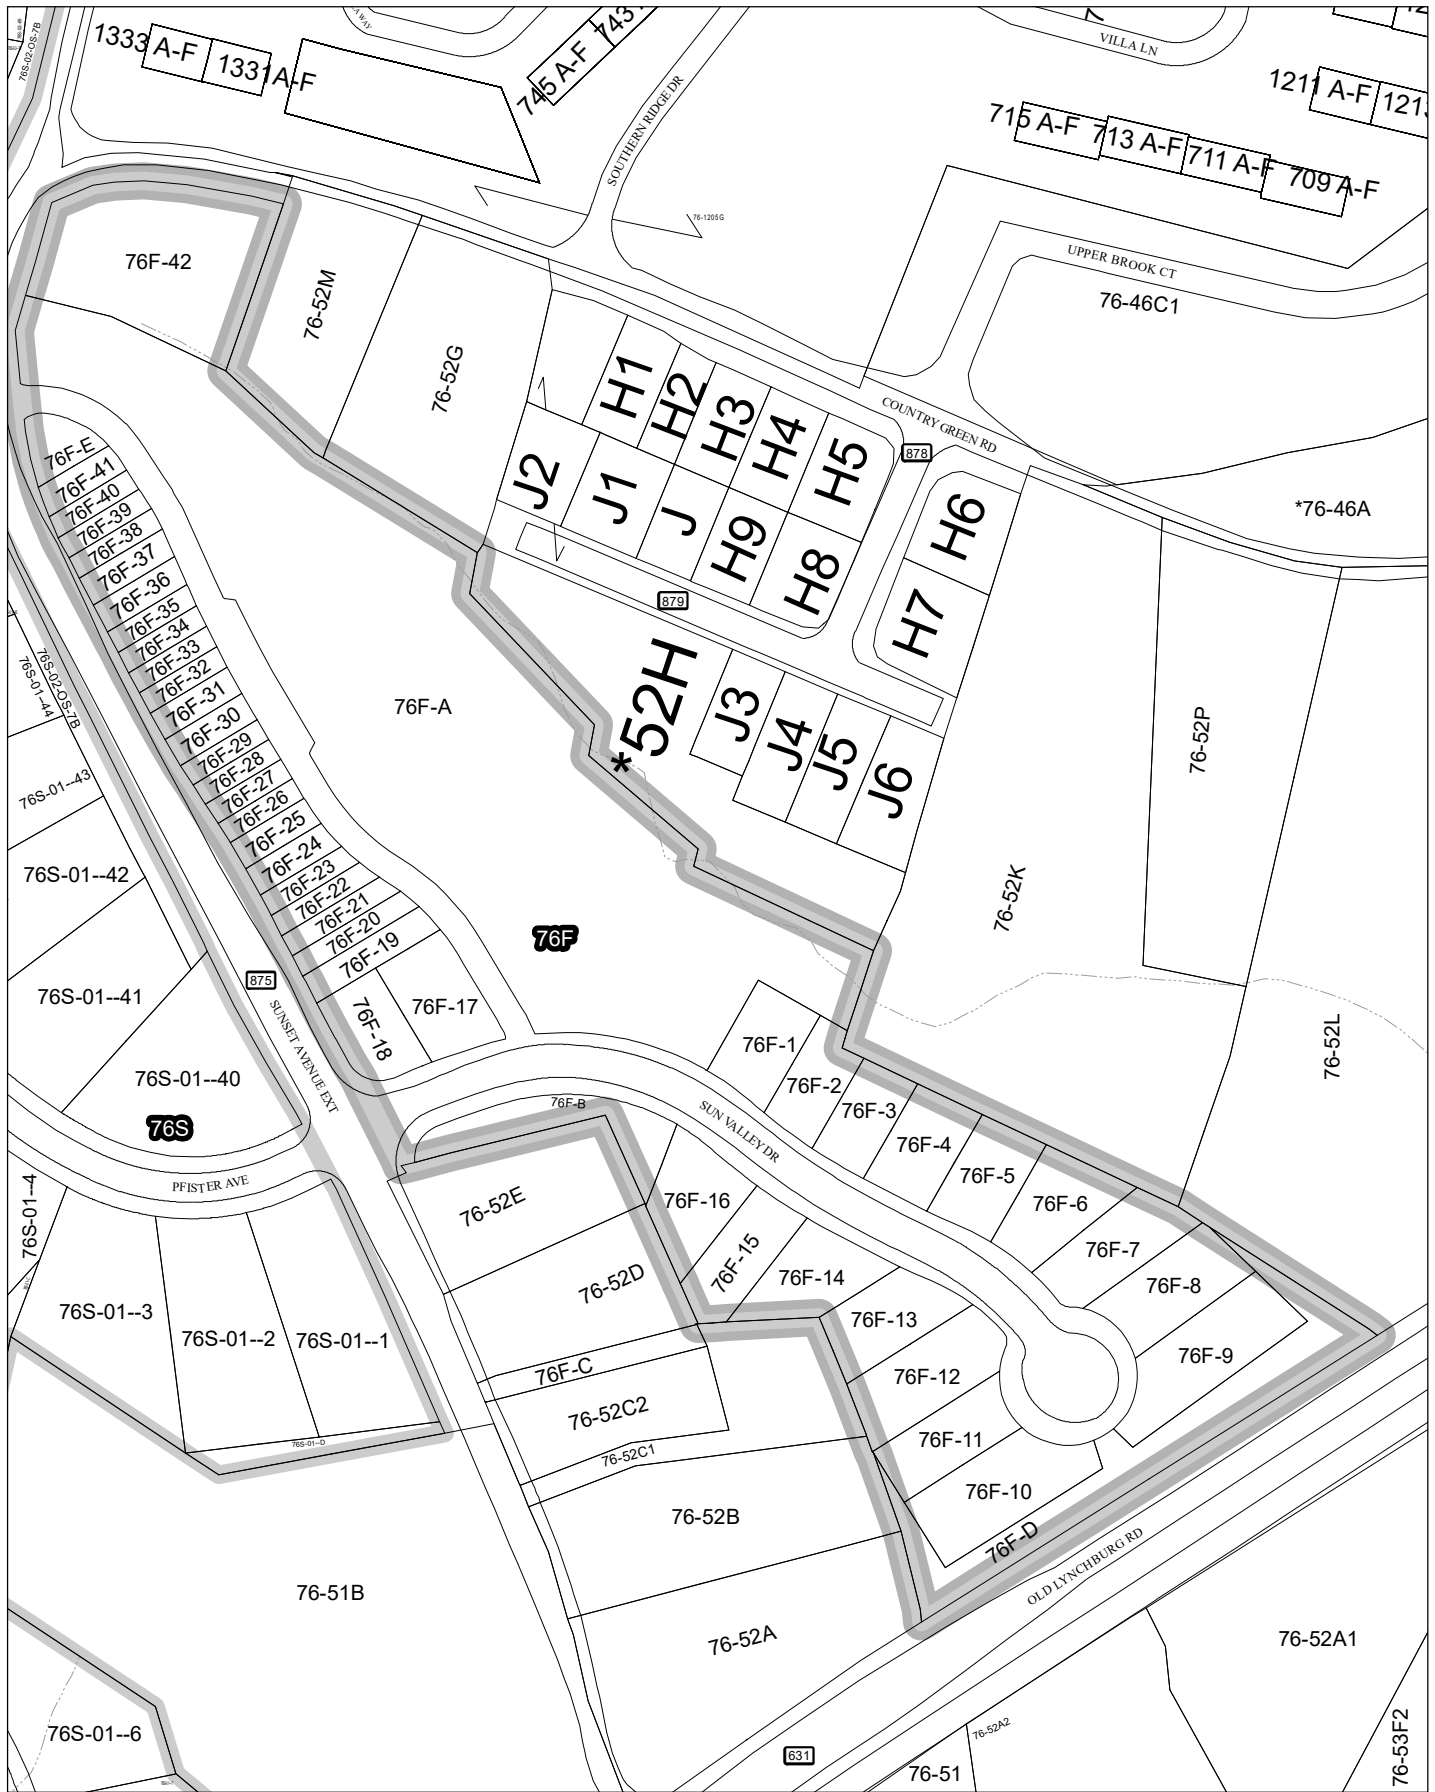 76S-02-OS-7B
1333 A-F
1331A-F
745 A-F
743
SOUTHERN RIDGE DR
VILLA LN
715 A-F
713 A-F
711 A-F
709 A-F
1211 A-F
1213
76-1205G
UPPER BROOK CT
76-46C1
76F-42
76-52M
76-52G
H1
H2
H3
H4
H5
COUNTRY GREEN RD
878
*76-46A
J2
J1
J
H9
H8
H6
H7
879
76F-E
76F-41
76F-40
76F-39
76F-38
76F-37
76F-36
76F-35
76F-34
76F-33
76F-32
76F-31
76F-30
76F-29
76F-28
76F-27
76F-26
76F-25
76F-24
76F-23
76F-22
76F-21
76F-20
76F-19
76F-18
76F-17
76F-A
*52H
J3
J4
J5
J6
76-52P
76-52K
76-52L
76S-02-OS-7B
76S-01--44
76S-01--43
76S-01--42
76S-01--41
76S-01--40
76S
76F
875
SUNSET AVENUE EXT
PFISTER AVE
76F-B
SUN VALLEY DR
76F-1
76F-2
76F-3
76F-4
76F-5
76F-6
76F-7
76F-8
76F-9
76F-16
76F-15
76F-14
76F-13
76F-12
76F-11
76F-10
76F-D
76-52E
76-52D
76F-C
76-52C2
76-52C1
76-52B
76-52A
76S-01--4
76S-01--3
76S-01--2
76S-01--1
76S-01--D
76-51B
76S-01--6
OLD LYNCHBURG RD
631
76-52A1
76-52A2
76-51
76-53F2